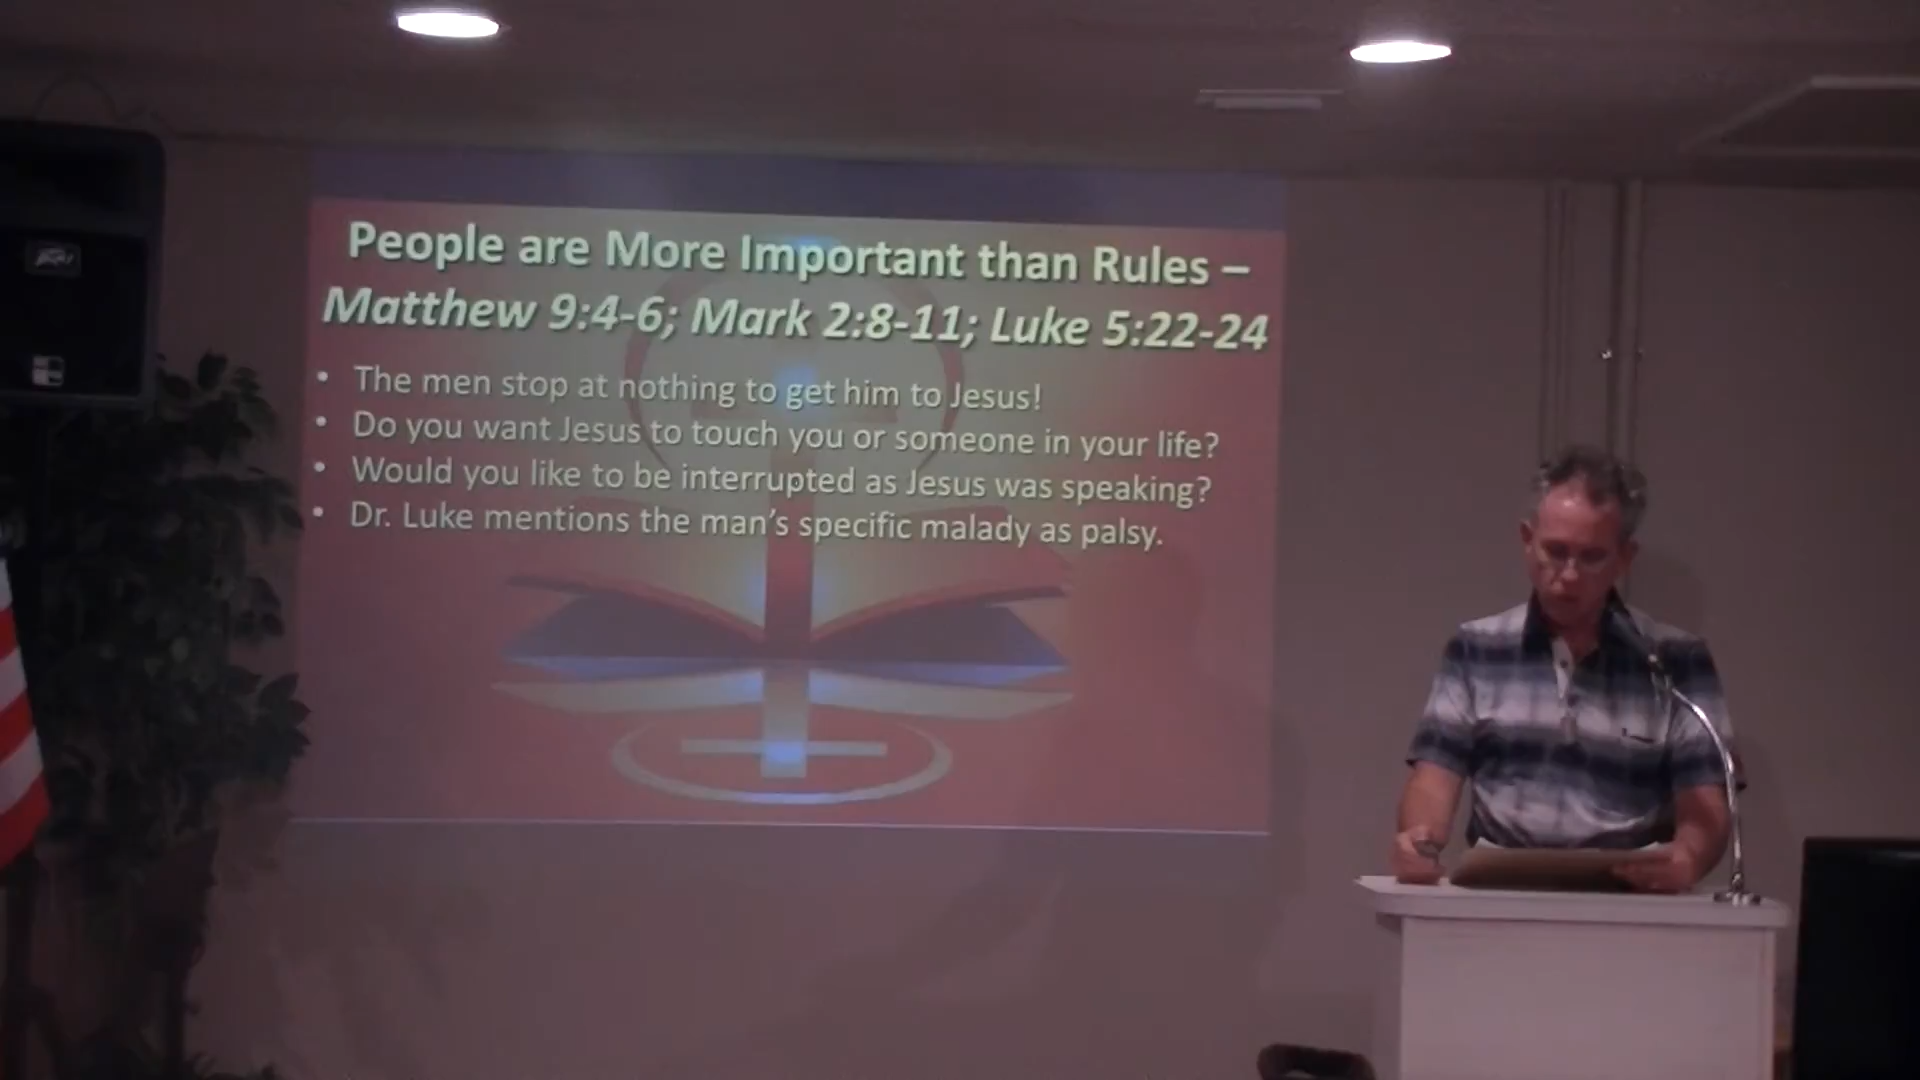 People are More Important than Rules –
Matthew 9:4-6; Mark 2:8-11; Luke 5:22-24
• The men stop at nothing to get him to Jesus!
• Do you want Jesus to touch you or someone in your life?
• Would you like to be interrupted as Jesus was speaking?
• Dr. Luke mentions the man's specific malady as palsy.